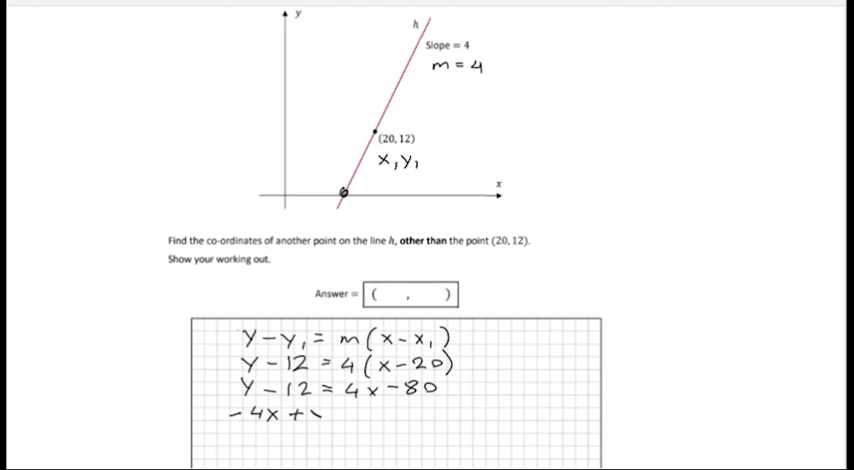 y
h
Slope = 4
m = 4
(20, 12)
x₁ y₁
x
Find the co-ordinates of another point on the line h, other than the point (20, 12).
Show your working out.
Answer = ( , )
y - y₁ = m(x - x₁)
y - 12 = 4(x - 20)
y - 12 = 4x - 80
- 4x +